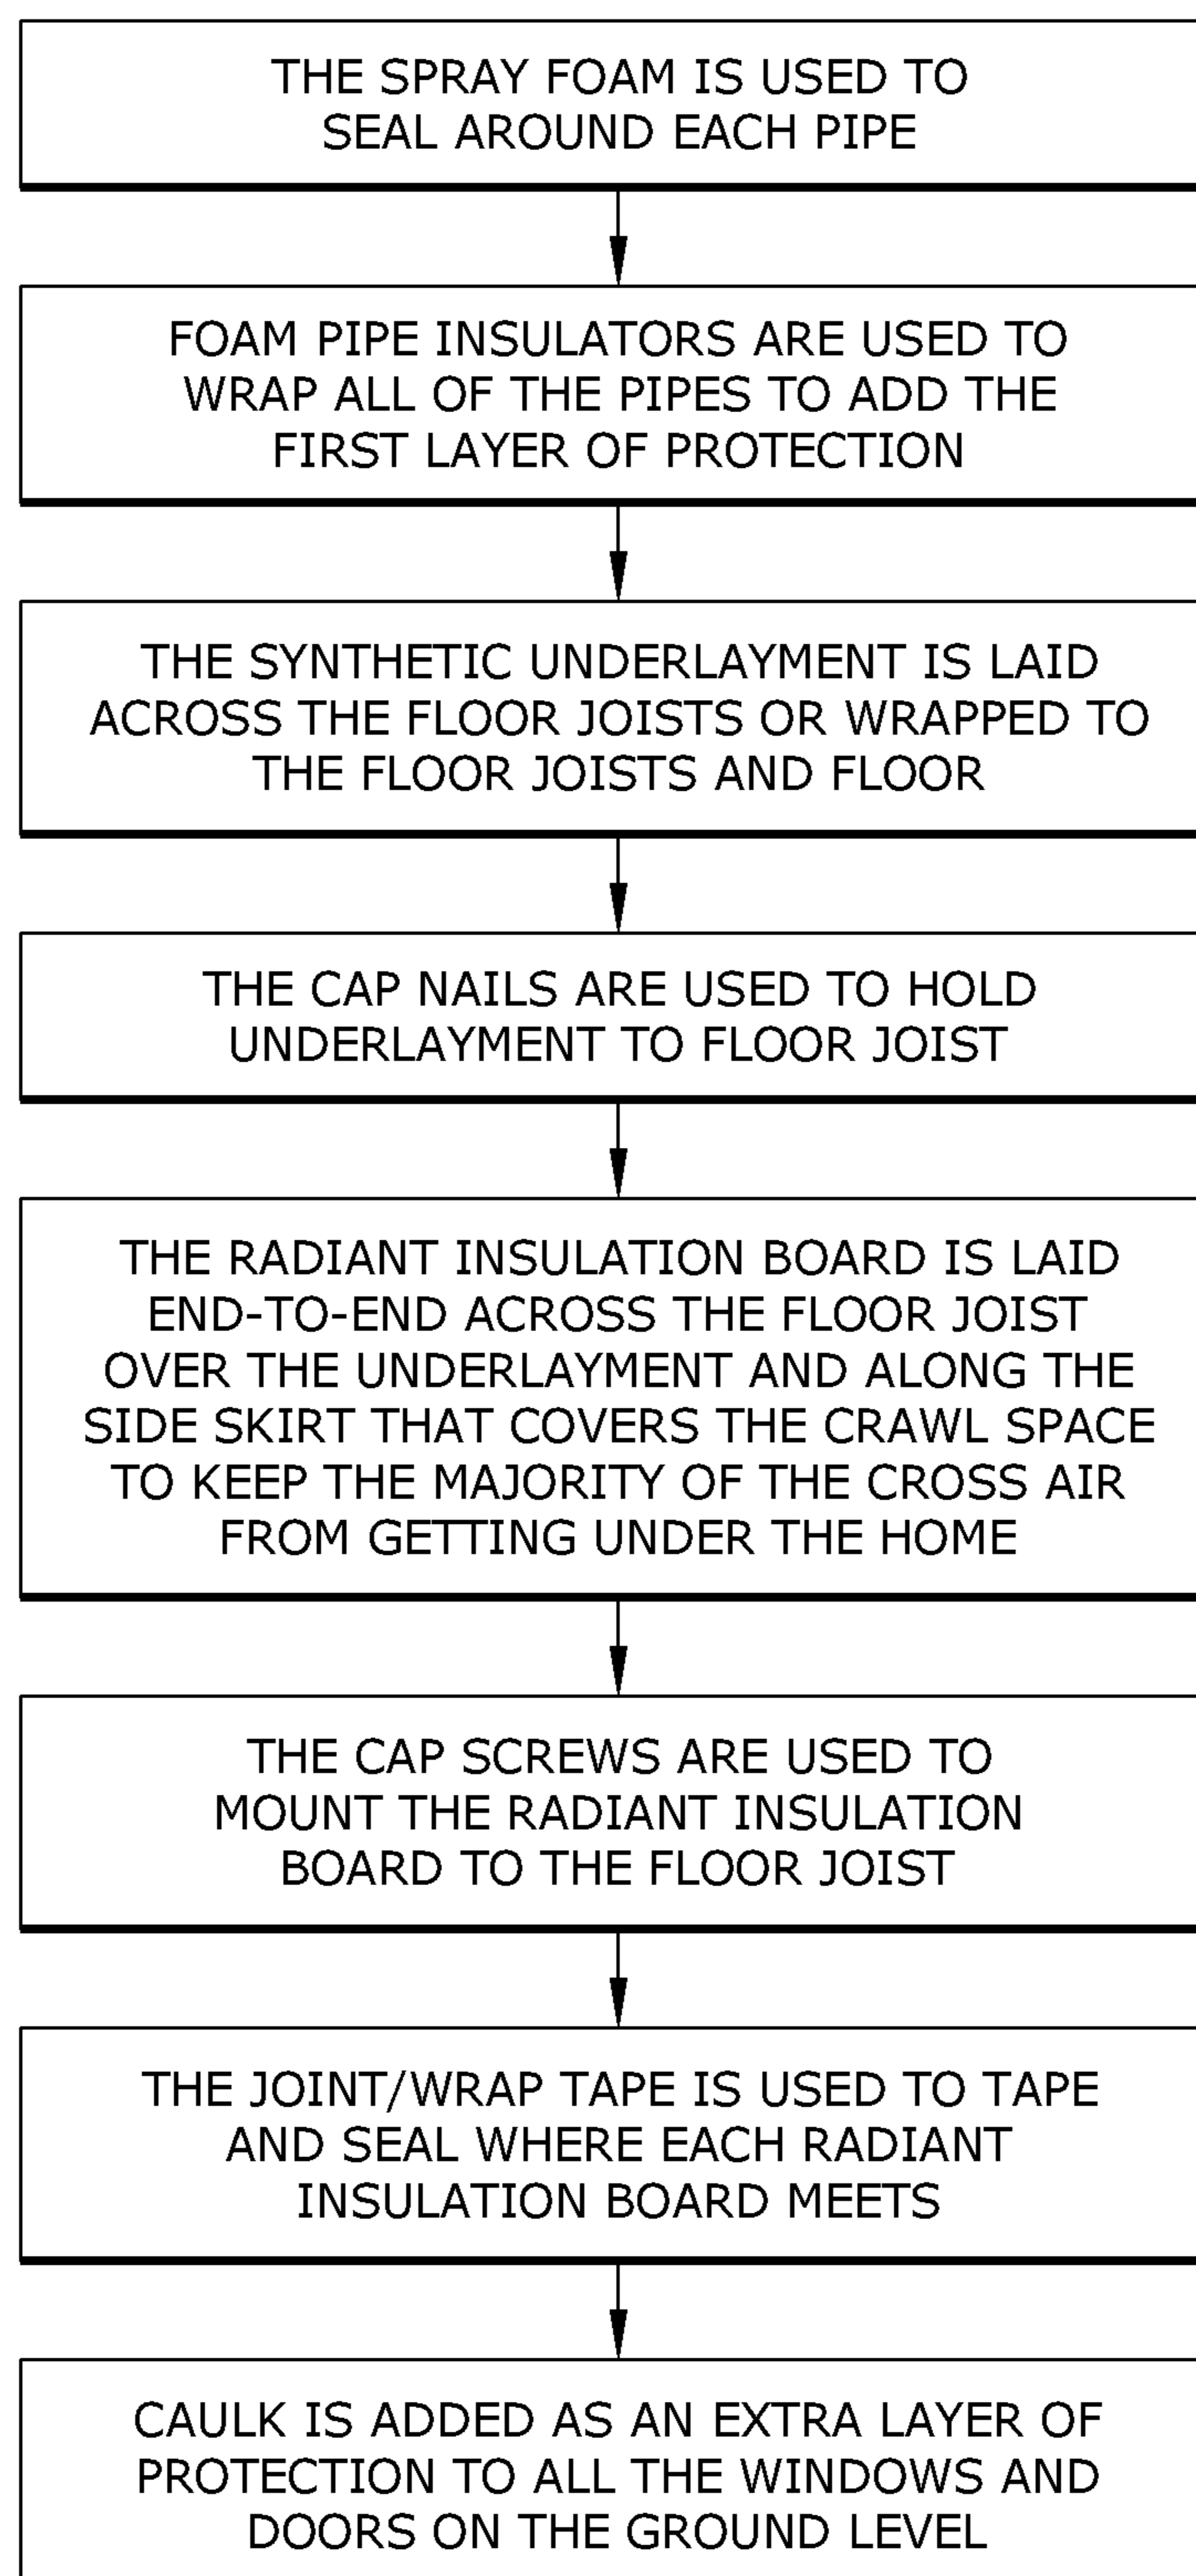 THE SPRAY FOAM IS USED TO
SEAL AROUND EACH PIPE
FOAM PIPE INSULATORS ARE USED TO
WRAP ALL OF THE PIPES TO ADD THE
FIRST LAYER OF PROTECTION
THE SYNTHETIC UNDERLAYMENT IS LAID
ACROSS THE FLOOR JOISTS OR WRAPPED TO
THE FLOOR JOISTS AND FLOOR
THE CAP NAILS ARE USED TO HOLD
UNDERLAYMENT TO FLOOR JOIST
THE RADIANT INSULATION BOARD IS LAID
END-TO-END ACROSS THE FLOOR JOIST
OVER THE UNDERLAYMENT AND ALONG THE
SIDE SKIRT THAT COVERS THE CRAWL SPACE
TO KEEP THE MAJORITY OF THE CROSS AIR
FROM GETTING UNDER THE HOME
THE CAP SCREWS ARE USED TO
MOUNT THE RADIANT INSULATION
BOARD TO THE FLOOR JOIST
THE JOINT/WRAP TAPE IS USED TO TAPE
AND SEAL WHERE EACH RADIANT
INSULATION BOARD MEETS
CAULK IS ADDED AS AN EXTRA LAYER OF
PROTECTION TO ALL THE WINDOWS AND
DOORS ON THE GROUND LEVEL